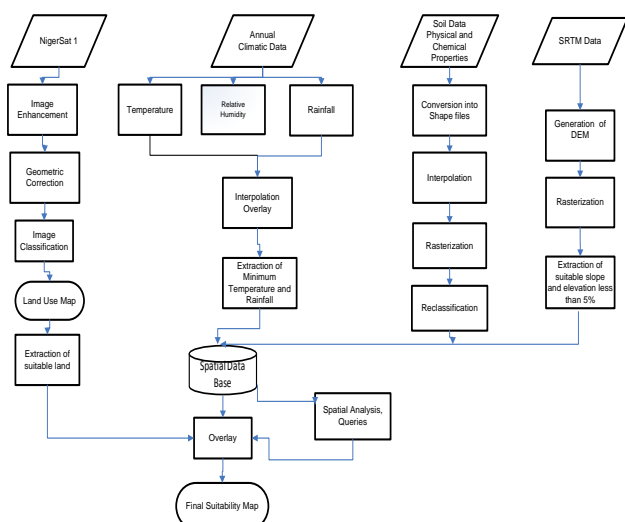 NigerSat 1
Annual
Climatic Data
Soil Data
Physical and
Chemical
Properties
SRTM Data
Image
Enhancement
Temperature
Relative
Humidity
Rainfall
Conversion into
Shape files
Generation of
DEM
Geometric
Correction
Interpolation
Overlay
Interpolation
Rasterization
Image
Classification
Extraction of
Minimum
Temperature and
Rainfall
Rasterization
Extraction of
suitable slope
and elevation less
than 5%
Land Use Map
Reclassification
Extraction of
suitable land
Spatial Data
Base
Spatial Analysis,
Queries
Overlay
Final Suitability Map